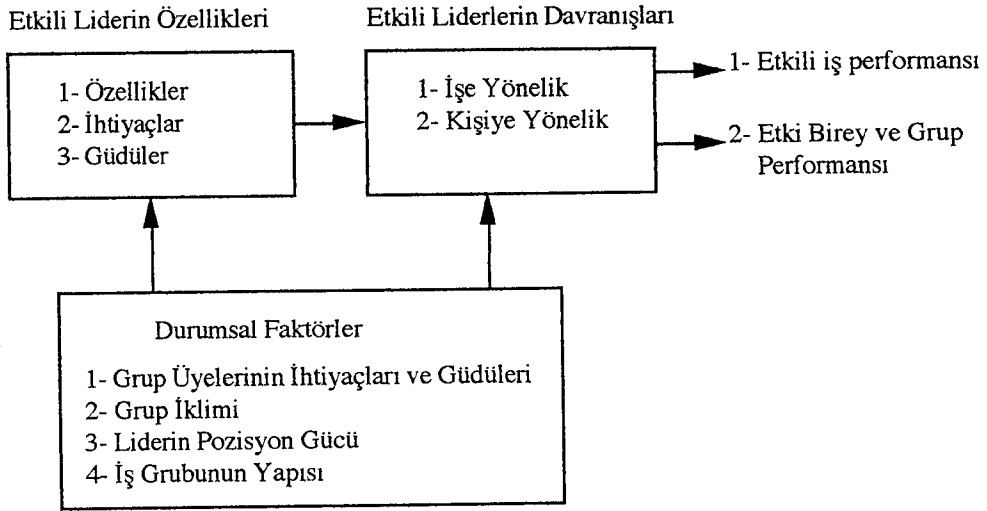 Etkili Liderin Özellikleri
1- Özellikler
2- İhtiyaçlar
3- Güdüler
Etkili Liderlerin Davranışları
1- İşe Yönelik
2- Kişiye Yönelik
1- Etkili iş performansı
2- Etki Birey ve Grup
Performansı
Durumsal Faktörler
1- Grup Üyelerinin İhtiyaçları ve Güdüleri
2- Grup İklimi
3- Liderin Pozisyon Gücü
4- İş Grubunun Yapısı